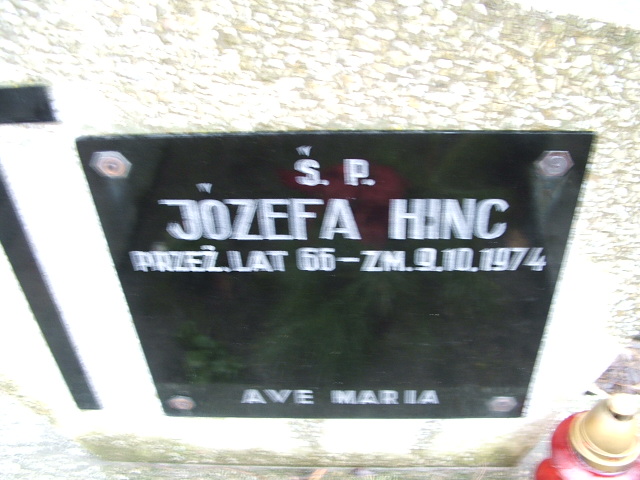 Ś. P.
JÓZEFA HINC
PRZEŻ. LAT 66 - ZM. 9.10.1974
AVE MARIA